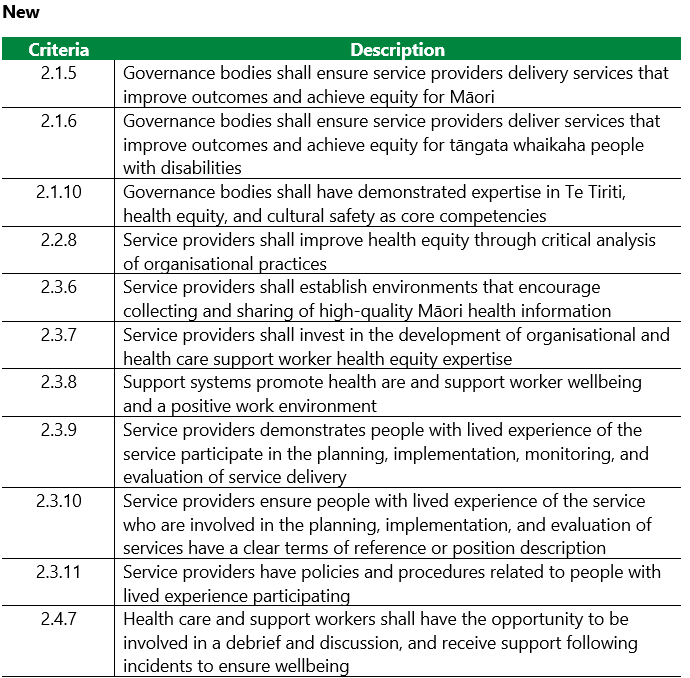 New
Criteria Description
2.1.5 Governance bodies shall ensure service providers delivery services that
improve outcomes and achieve equity for Māori
2.1.6 Governance bodies shall ensure service providers deliver services that
improve outcomes and achieve equity for tāngata whaikaha people
with disabilities
2.1.10 Governance bodies shall have demonstrated expertise in Te Tiriti,
health equity, and cultural safety as core competencies
2.2.8 Service providers shall improve health equity through critical analysis
of organisational practices
2.3.6 Service providers shall establish environments that encourage
collecting and sharing of high-quality Māori health information
2.3.7 Service providers shall invest in the development of organisational and
health care support worker health equity expertise
2.3.8 Support systems promote health are and support worker wellbeing
and a positive work environment
2.3.9 Service providers demonstrates people with lived experience of the
service participate in the planning, implementation, monitoring, and
evaluation of service delivery
2.3.10 Service providers ensure people with lived experience of the service
who are involved in the planning, implementation, and evaluation of
services have a clear terms of reference or position description
2.3.11 Service providers have policies and procedures related to people with
lived experience participating
2.4.7 Health care and support workers shall have the opportunity to be
involved in a debrief and discussion, and receive support following
incidents to ensure wellbeing